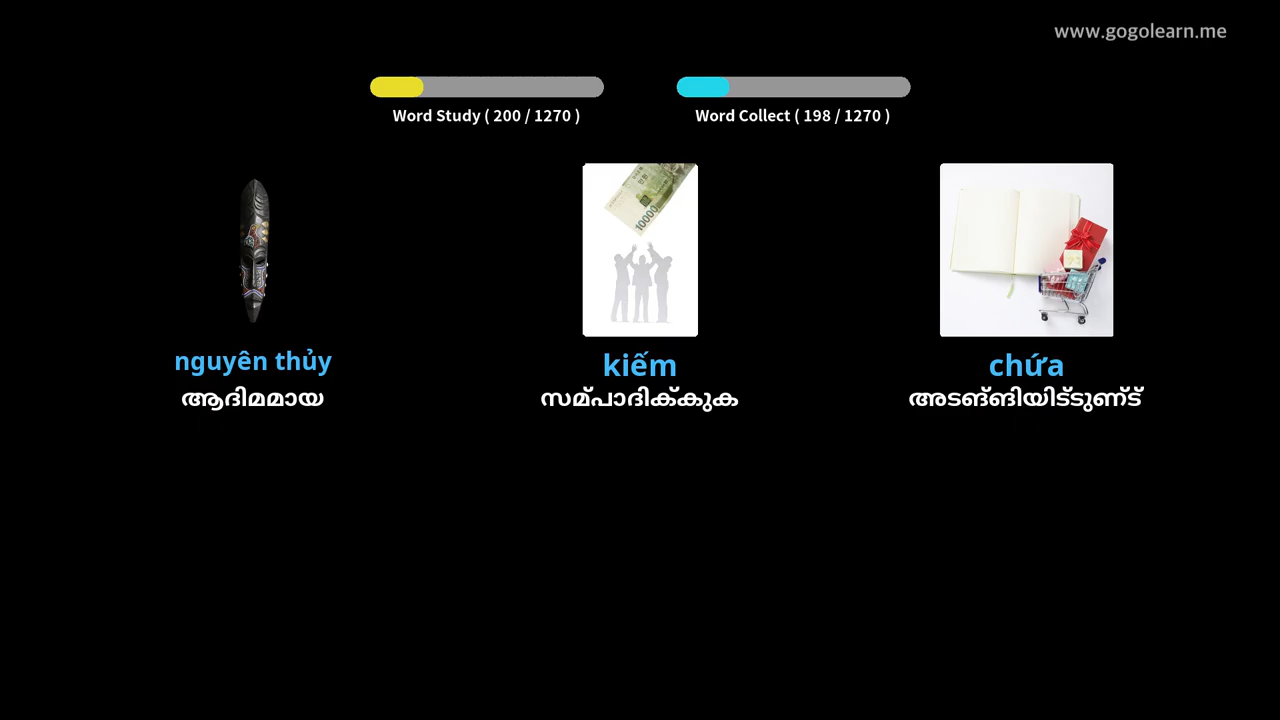 www.gogolearn.me
Word Study ( 200 / 1270 )
Word Collect ( 198 / 1270 )
10000
nguyên thủy
kiếm
chứa
ആദിമമായ
സമ്പാദിക്കുക
അടങ്ങിയിട്ടുണ്ട്